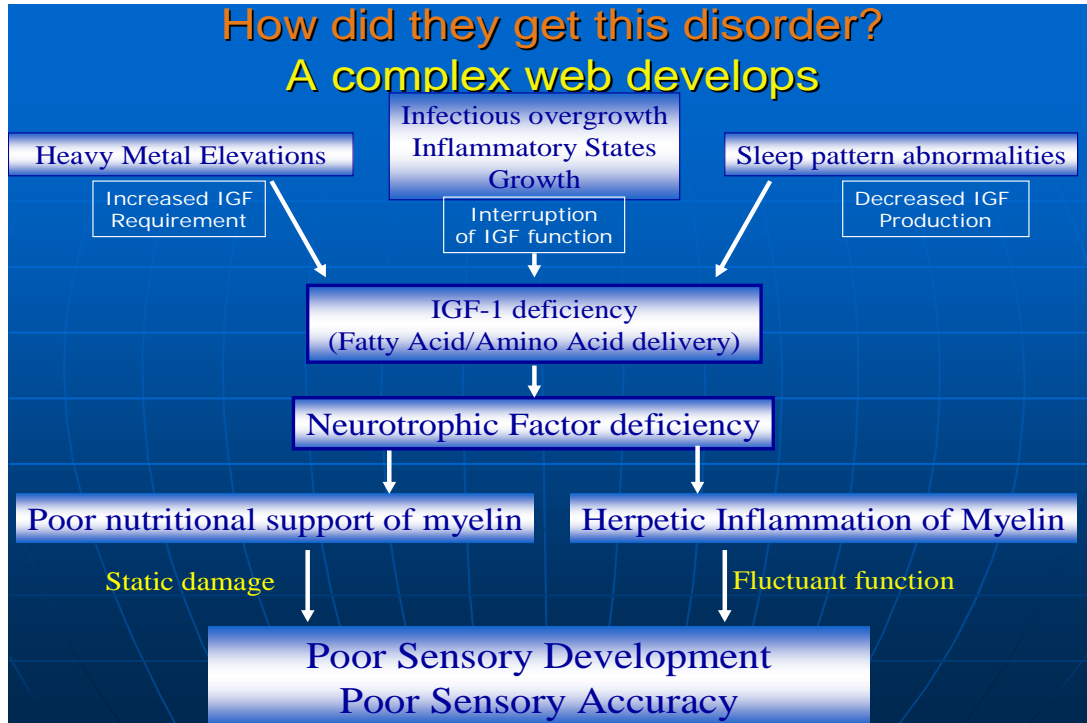 How did they get this disorder?
A complex web develops
Infectious overgrowth
Inflammatory States
Growth
Heavy Metal Elevations
Sleep pattern abnormalities
Increased IGF
Requirement
Interruption
of IGF function
Decreased IGF
Production
IGF-1 deficiency
(Fatty Acid/Amino Acid delivery)
Neurotrophic Factor deficiency
Poor nutritional support of myelin
Herpetic Inflammation of Myelin
Static damage
Fluctuant function
Poor Sensory Development
Poor Sensory Accuracy